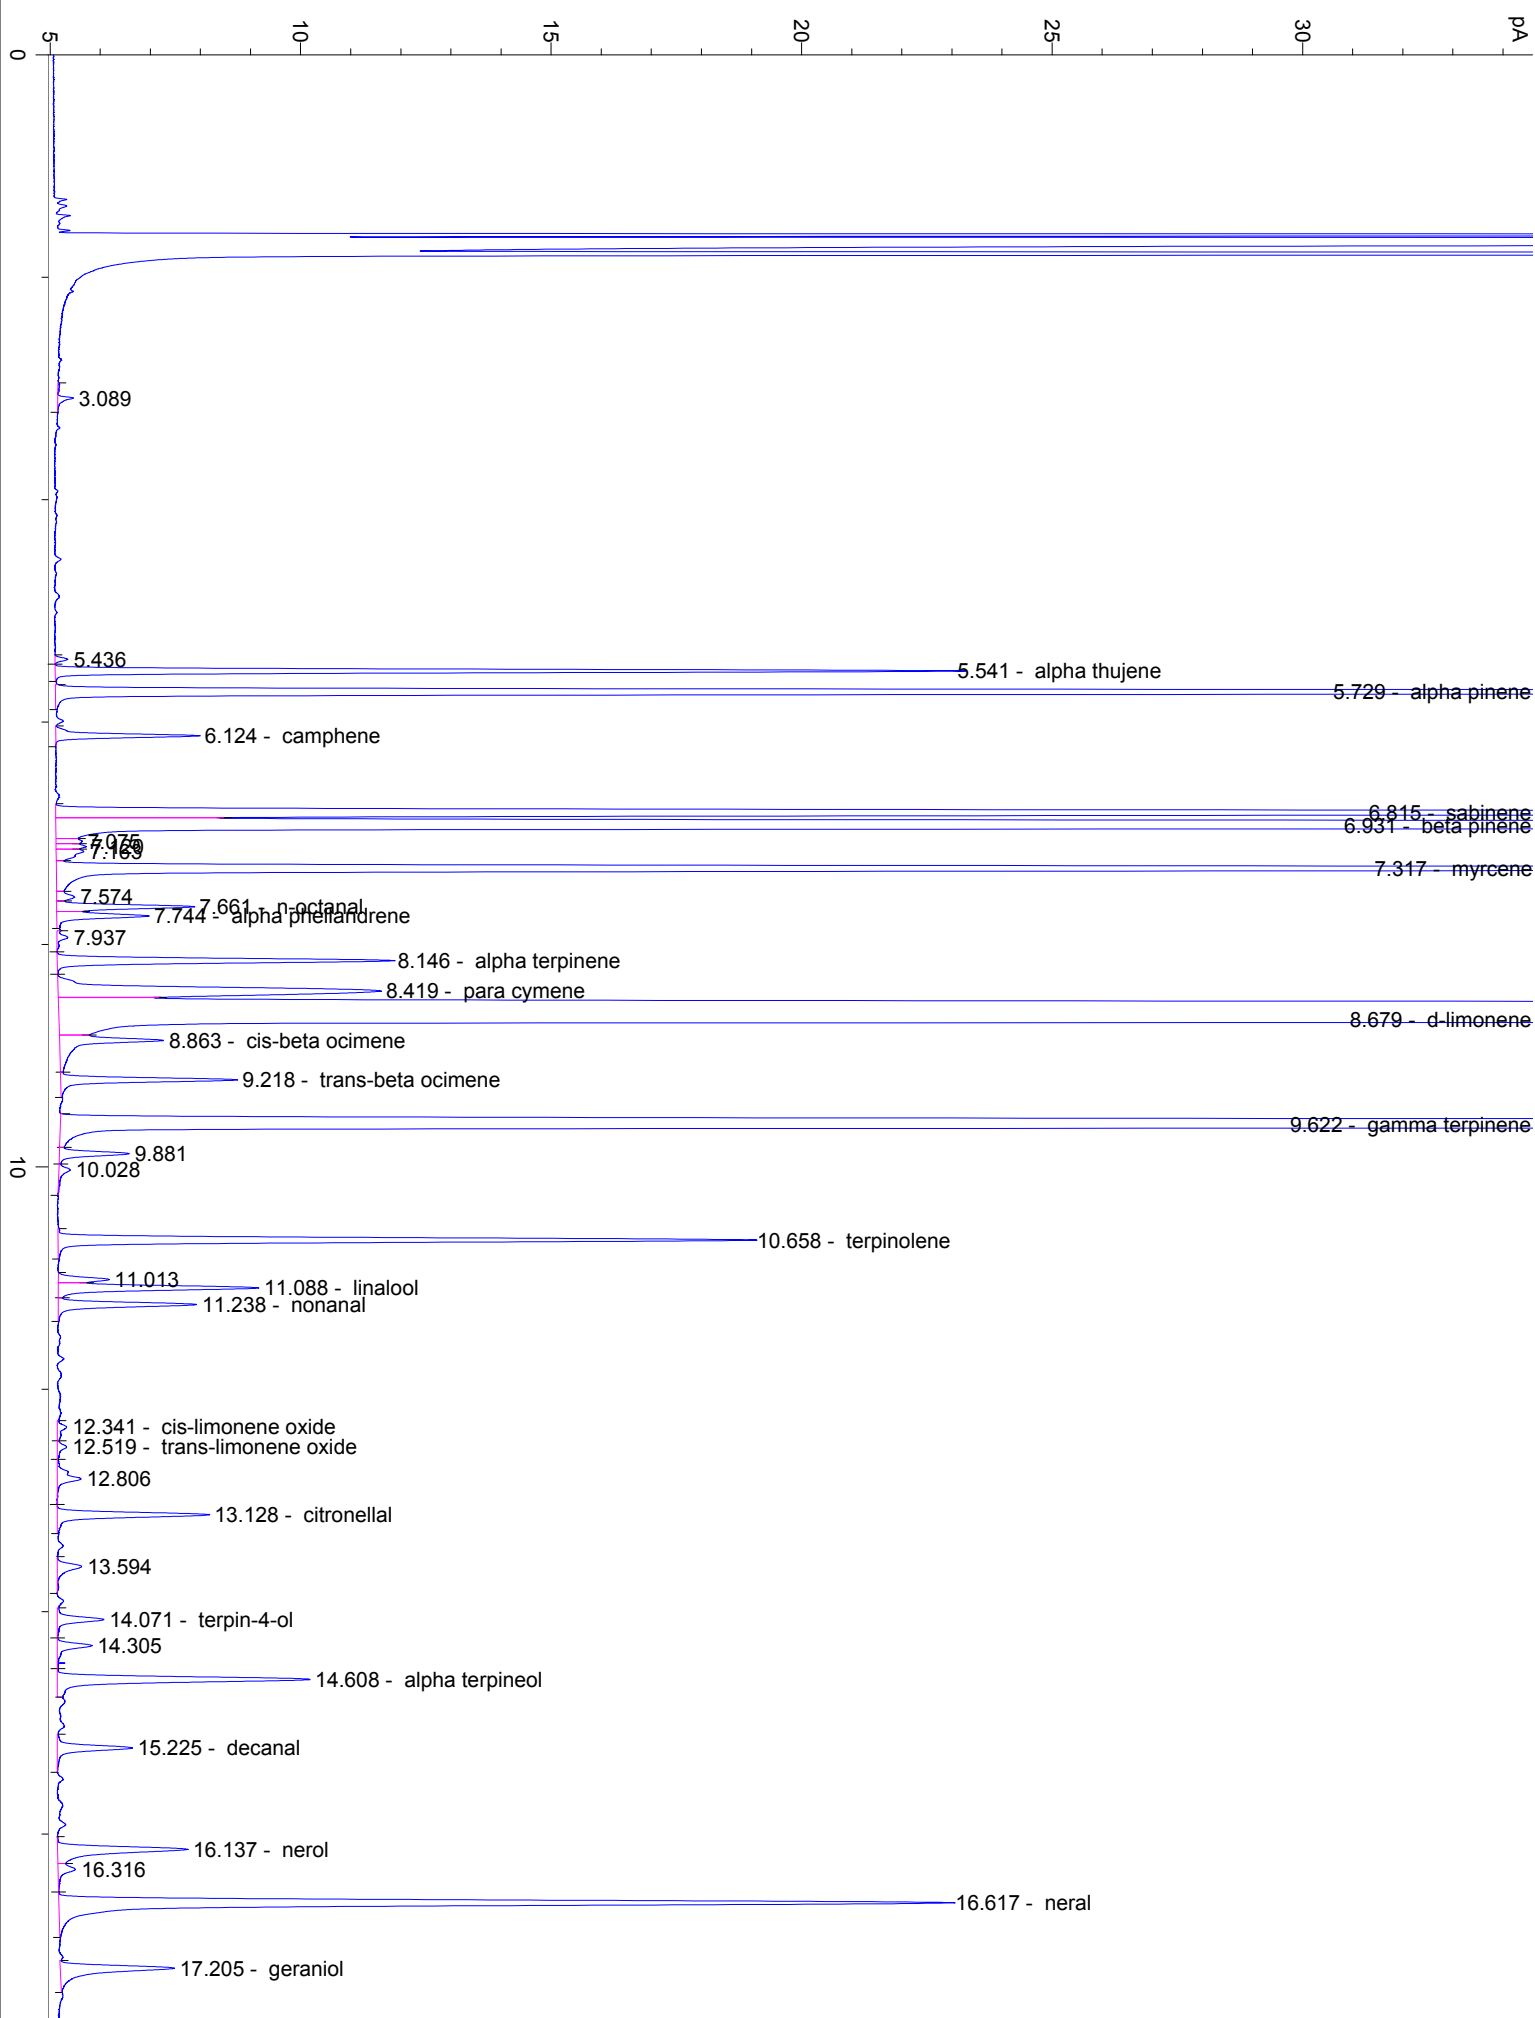 5 10 15 20 25 30 pA
0
3.089
5.436
5.541 - alpha thujene
5.729 - alpha pinene
6.124 - camphene
6.815 - sabinene
6.931 - beta pinene
7.075
7.163
7.317 - myrcene
7.574
7.661 - n-octanal
7.744 - alpha phellandrene
7.937
8.146 - alpha terpinene
8.419 - para cymene
8.679 - d-limonene
8.863 - cis-beta ocimene
9.218 - trans-beta ocimene
9.622 - gamma terpinene
9.881
10
10.028
10.658 - terpinolene
11.013
11.088 - linalool
11.238 - nonanal
12.341 - cis-limonene oxide
12.519 - trans-limonene oxide
12.806
13.128 - citronellal
13.594
14.071 - terpin-4-ol
14.305
14.608 - alpha terpineol
15.225 - decanal
16.137 - nerol
16.316
16.617 - neral
17.205 - geraniol